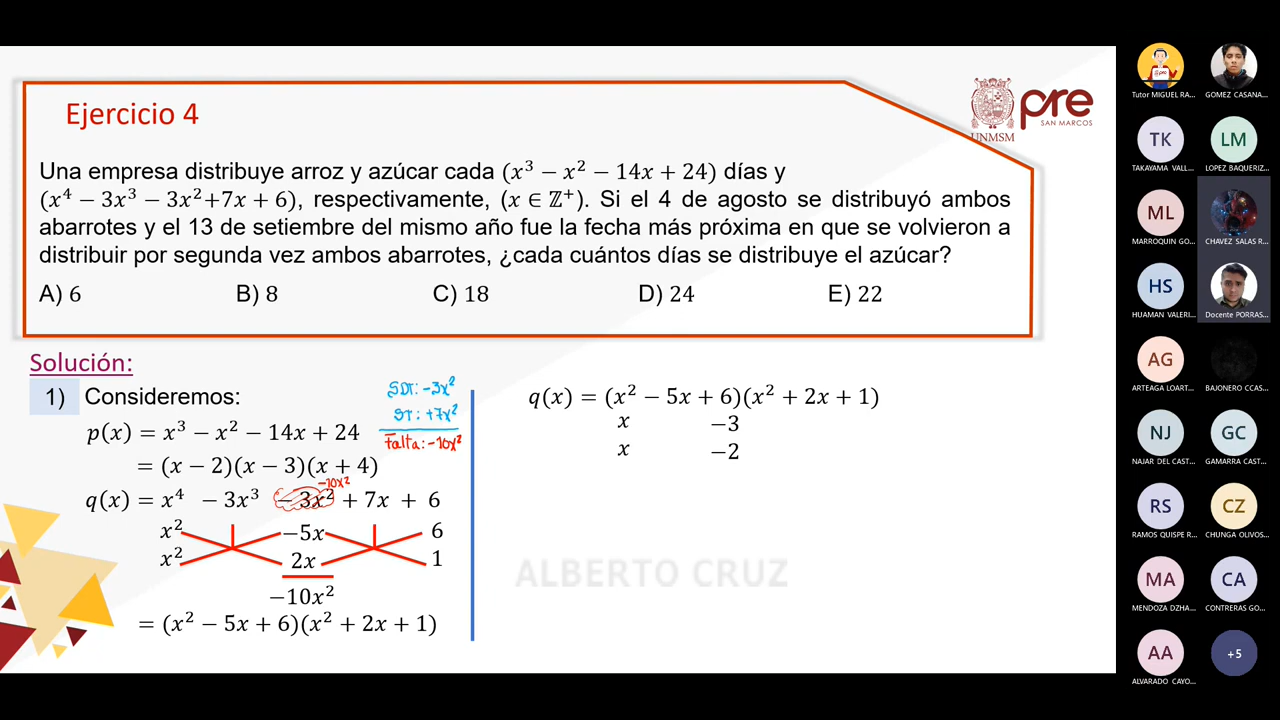 Ejercicio 4
UNMSM
pre
SAN MARCOS
Una empresa distribuye arroz y azúcar cada (x³ − x² − 14x + 24) días y
(x⁴ − 3x³ − 3x²+7x + 6), respectivamente, (x ∈ ℤ⁺). Si el 4 de agosto se distribuyó ambos
abarrotes y el 13 de setiembre del mismo año fue la fecha más próxima en que se volvieron a
distribuir por segunda vez ambos abarrotes, ¿cada cuántos días se distribuye el azúcar?
A) 6 B) 8 C) 18 D) 24 E) 22
Solución:
1) Consideremos:
p(x) = x³ − x² − 14x + 24
= (x − 2)(x − 3)(x + 4)
SDT: -3x²
ST: +7x²
Falta: -10x²
-10x²
q(x) = x⁴ − 3x³ − 3x² + 7x + 6
x² −5x 6
x² 2x 1
−10x²
= (x² − 5x + 6)(x² + 2x + 1)
q(x) = (x² − 5x + 6)(x² + 2x + 1)
x −3
x −2
ALBERTO CRUZ
Tutor MIGUEL RA...
GOMEZ CASANA...
TK
TAKAYAMA VALL...
LM
LOPEZ BAQUERIZ...
ML
MARROQUIN GO...
CHAVEZ SALAS R...
HS
HUAMAN VALERI...
Docente PORRAS...
AG
ARTEAGA LOART...
BAJONERO CCAS...
NJ
NAJAR DEL CAST...
GC
GAMARRA CAST...
RS
RAMOS QUISPE R...
CZ
CHUNGA OLIVOS...
MA
MENDOZA DZHA...
CA
CONTRERAS GO...
AA
ALVARADO CAYO...
+5